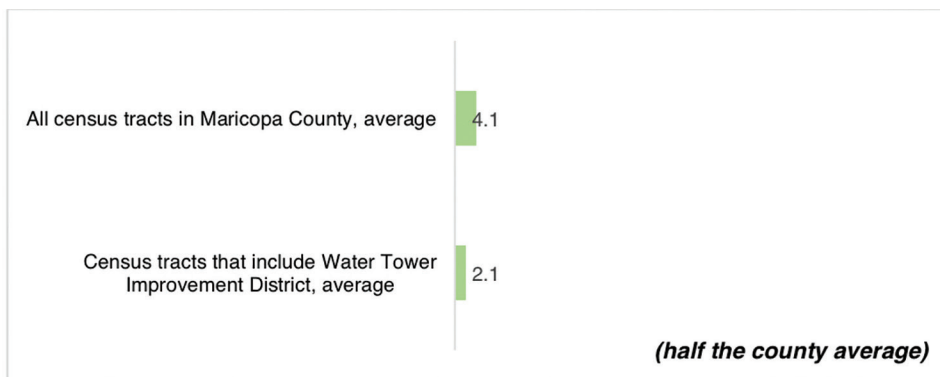 All census tracts in Maricopa County, average
4.1
Census tracts that include Water Tower
Improvement District, average
2.1
(half the county average)